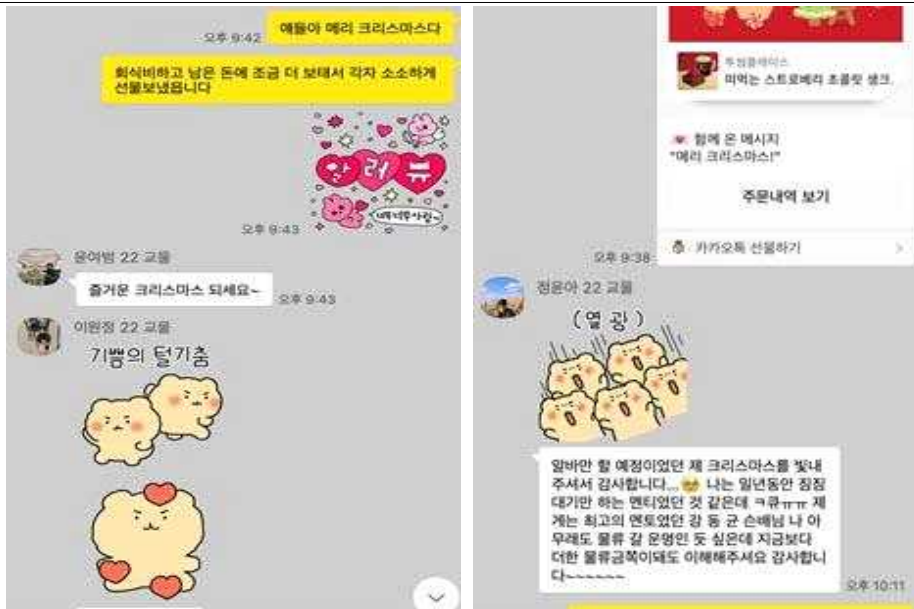 애들아 메리 크리스마스다
오후 9:42
회식비하고 남은 돈에 조금 더 보태서 각자 소소하게
선물보냈읍니다
알러뷰
오후 9:43
윤여범 22 교물
즐거운 크리스마스 되세요~
오후 9:43
이원정 22 교물
기쁨의 털기춤
투썸플레이스
떠먹는 스트로베리 초콜릿 생크.
함께 온 메시지
"메리 크리스마스!"
주문내역 보기
카카오톡 선물하기
오후 9:38
정윤아 22 교물
(열광)
알바만 할 예정이었던 제 크리스마스를 빛내
주셔서 감사합니다... 나는 일년동안 징징
대기만 하는 멘티였던 것 같은데 ㅋ큐ㅠㅠ 제
게는 최고의 멘토였던 강 동 균 슨배님 나 아
무래도 물류 갈 운명인 듯 싶은데 지금보다
더한 물류금쪽이돼도 이해해주세요 감사합니
다~~~~~~
오후 10:11